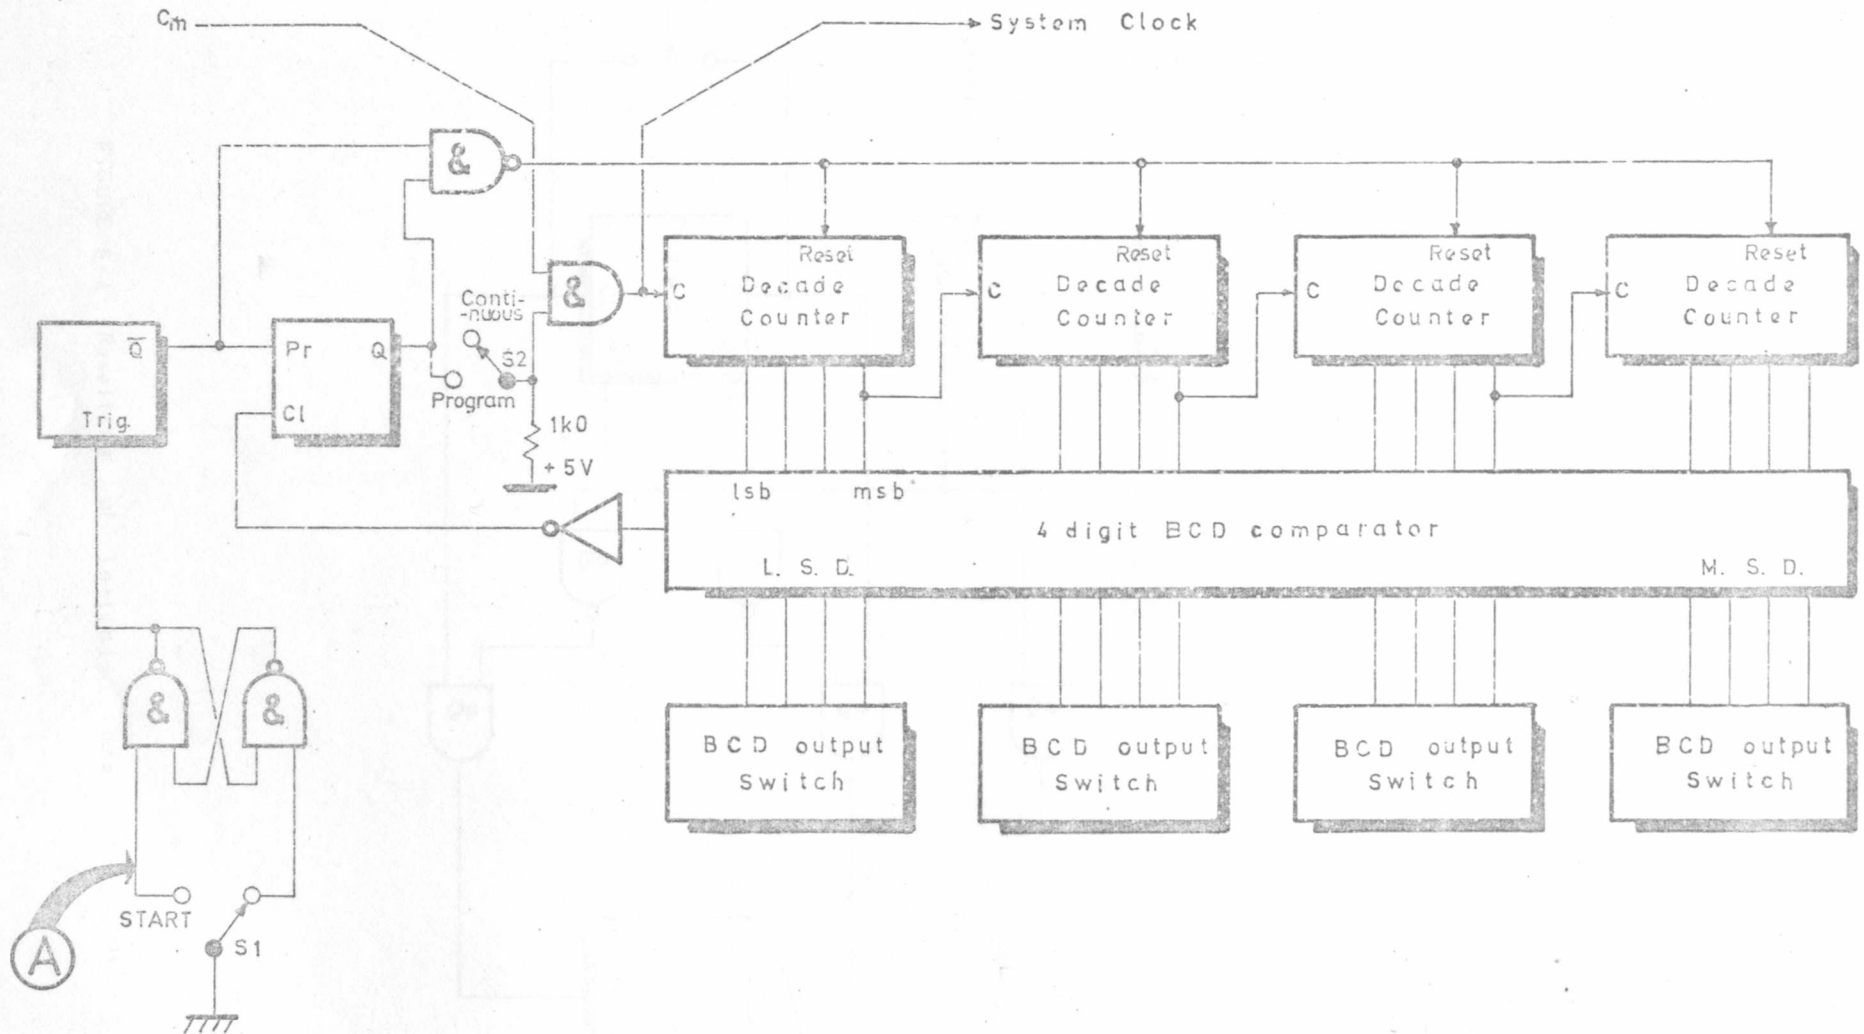 Cm
System Clock
&
Reset
Decade
Counter
C
Reset
Decade
Counter
C
Reset
Decade
Counter
C
Reset
Decade
Counter
C
&
Conti-
-nuous
S2
Program
Q̅
Trig.
Pr
Q
Cl
1k0
+ 5V
lsb
msb
4 digit BCD comparator
L. S. D.
M. S. D.
&
&
BCD output
Switch
BCD output
Switch
BCD output
Switch
BCD output
Switch
START
S1
A